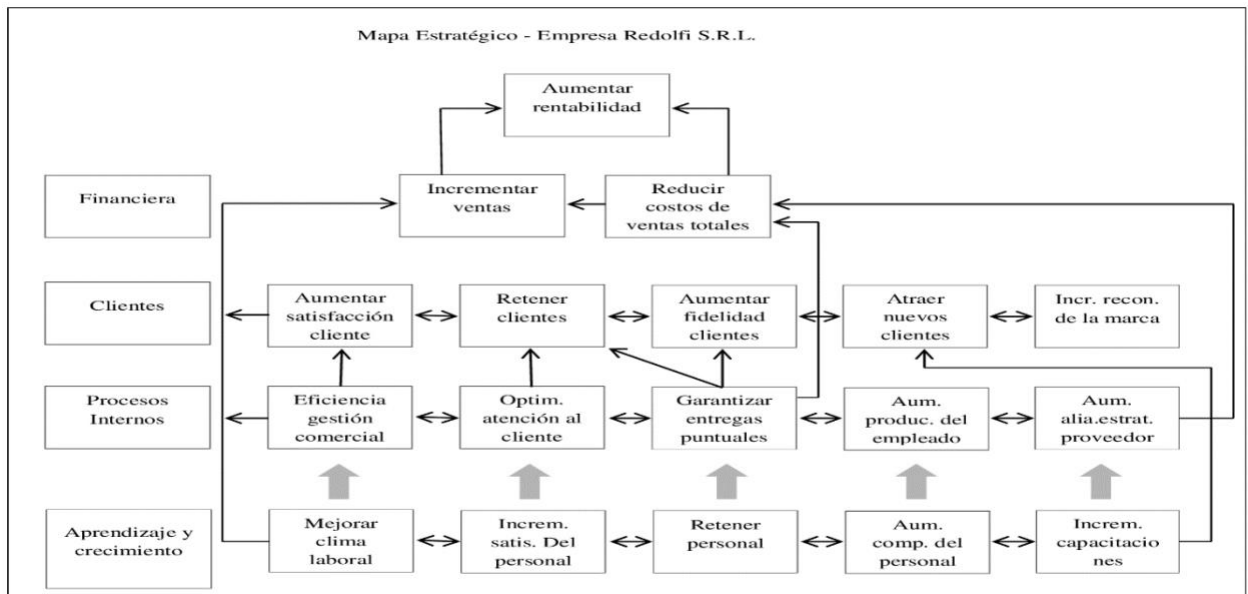 Mapa Estratégico - Empresa Redolfi S.R.L.
Aumentar
rentabilidad
Financiera
Incrementar
ventas
Reducir
costos de
ventas totales
Clientes
Aumentar
satisfacción
cliente
Retener
clientes
Aumentar
fidelidad
clientes
Atraer
nuevos
clientes
Incr. recon.
de la marca
Procesos
Internos
Eficiencia
gestión
comercial
Optim.
atención al
cliente
Garantizar
entregas
puntuales
Aum.
produc. del
empleado
Aum.
alia.estrat.
proveedor
Aprendizaje y
crecimiento
Mejorar
clima
laboral
Increm.
satis. Del
personal
Retener
personal
Aum.
comp. del
personal
Increm.
capacitacio
nes